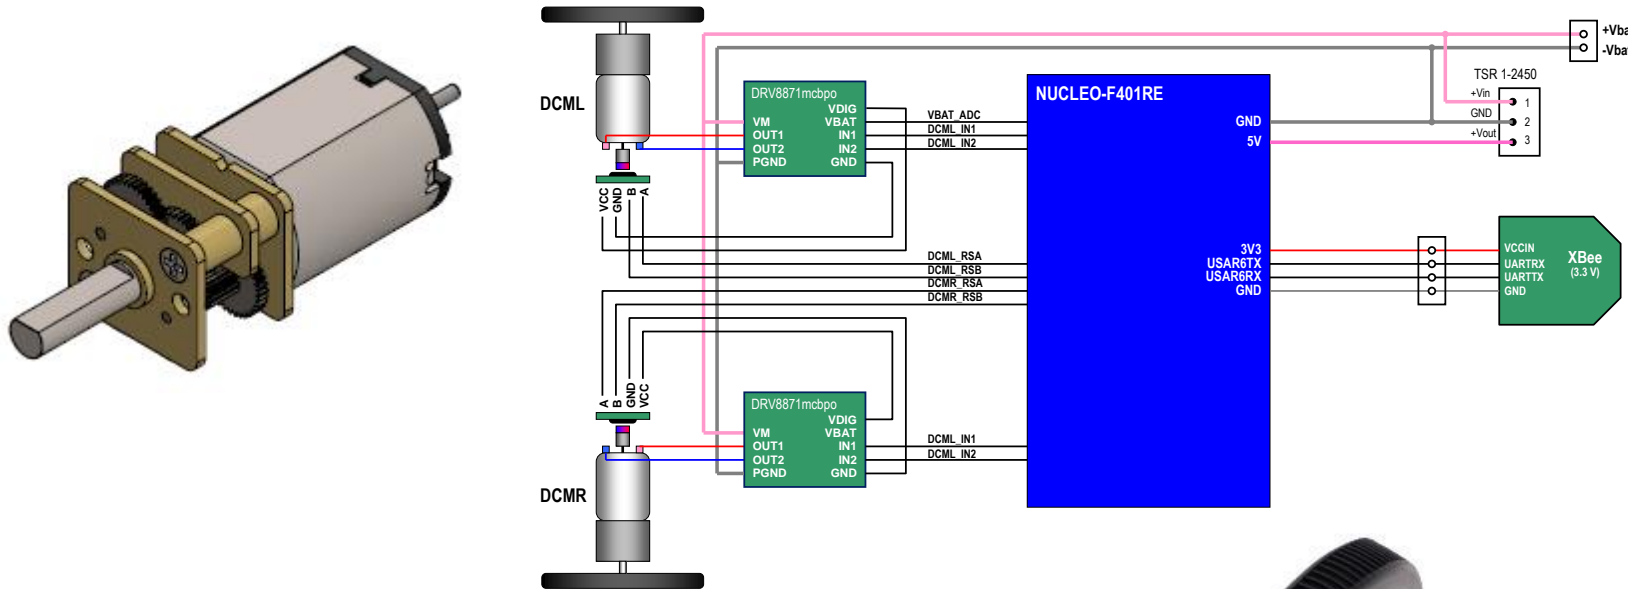 +Vba
-Vba
TSR 1-2450
+Vin
1
GND
2
+Vout
3
DCML
DRV8871mcbpo
VDIG
VM
VBAT
OUT1
IN1
OUT2
IN2
PGND
GND
VBAT_ADC
DCML_IN1
DCML_IN2
NUCLEO-F401RE
GND
5V
VCC
GND
B
A
DCML_RSA
DCML_RSB
DCMR_RSA
DCMR_RSB
3V3
USAR6TX
USAR6RX
GND
VCCIN
UARTRX
UARTTX
GND
XBee
(3.3 V)
A
B
GND
VCC
DRV8871mcbpo
VDIG
VM
VBAT
OUT1
IN1
OUT2
IN2
PGND
GND
DCML_IN1
DCML_IN2
DCMR